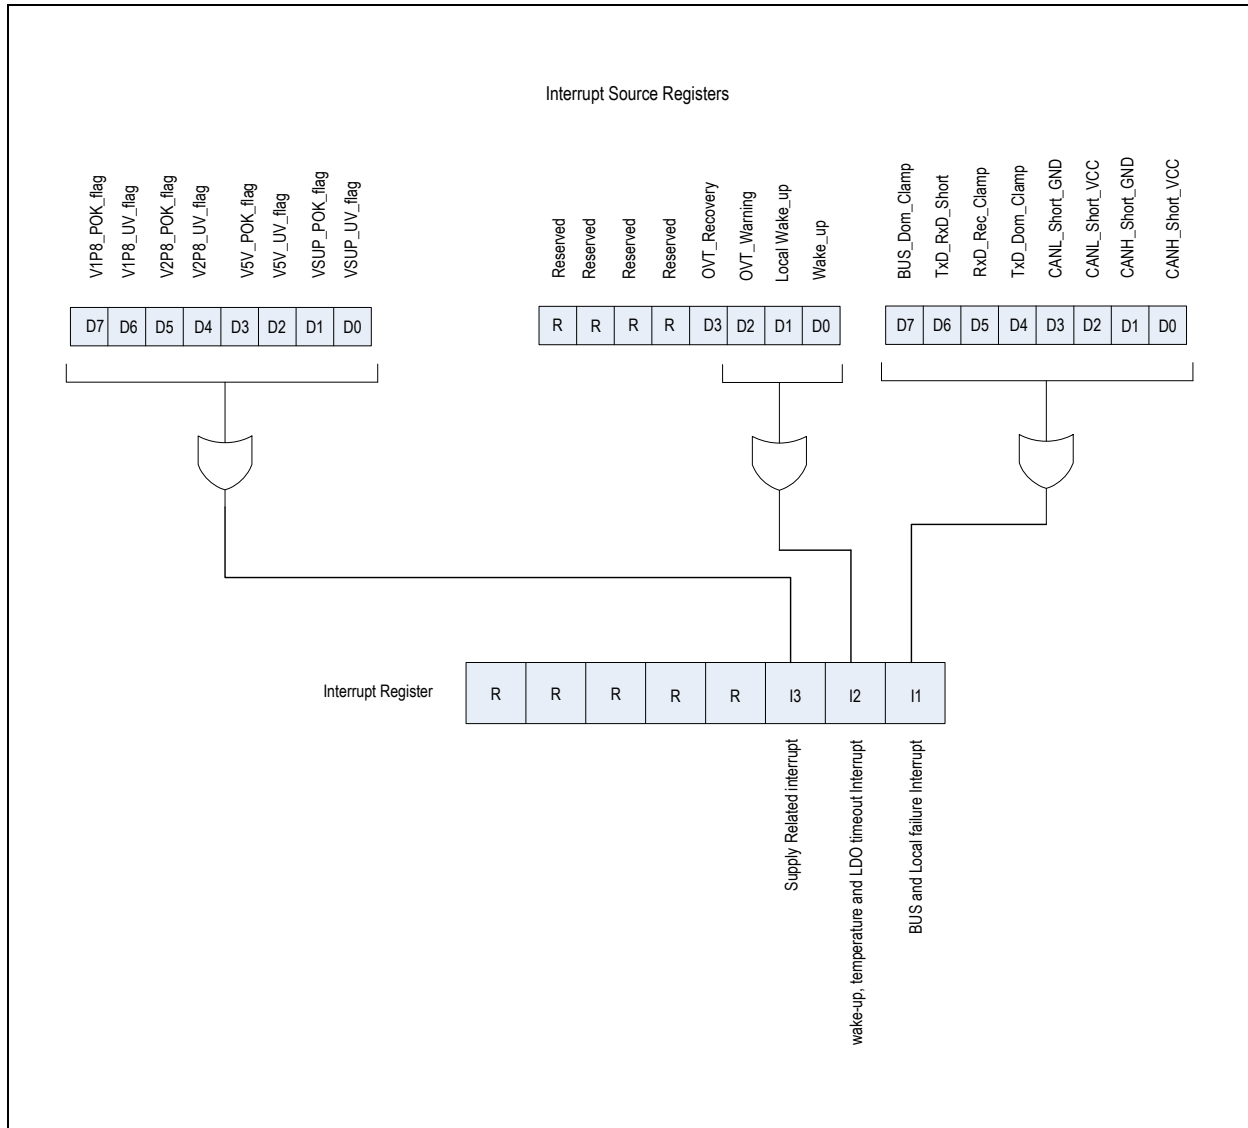 Interrupt Source Registers
V1P8_POK_flag
V1P8_UV_flag
V2P8_POK_flag
V2P8_UV_flag
V5V_POK_flag
V5V_UV_flag
VSUP_POK_flag
VSUP_UV_flag
Reserved
Reserved
Reserved
Reserved
OVT_Recovery
OVT_Warning
Local Wake_up
Wake_up
BUS_Dom_Clamp
TxD_RxD_Short
RxD_Rec_Clamp
TxD_Dom_Clamp
CANL_Short_GND
CANL_Short_VCC
CANH_Short_GND
CANH_Short_VCC
D7 D6 D5 D4 D3 D2 D1 D0
R R R R D3 D2 D1 D0
D7 D6 D5 D4 D3 D2 D1 D0
Interrupt Register
R R R R R I3 I2 I1
Supply Related interrupt
wake-up, temperature and LDO timeout Interrupt
BUS and Local failure Interrupt